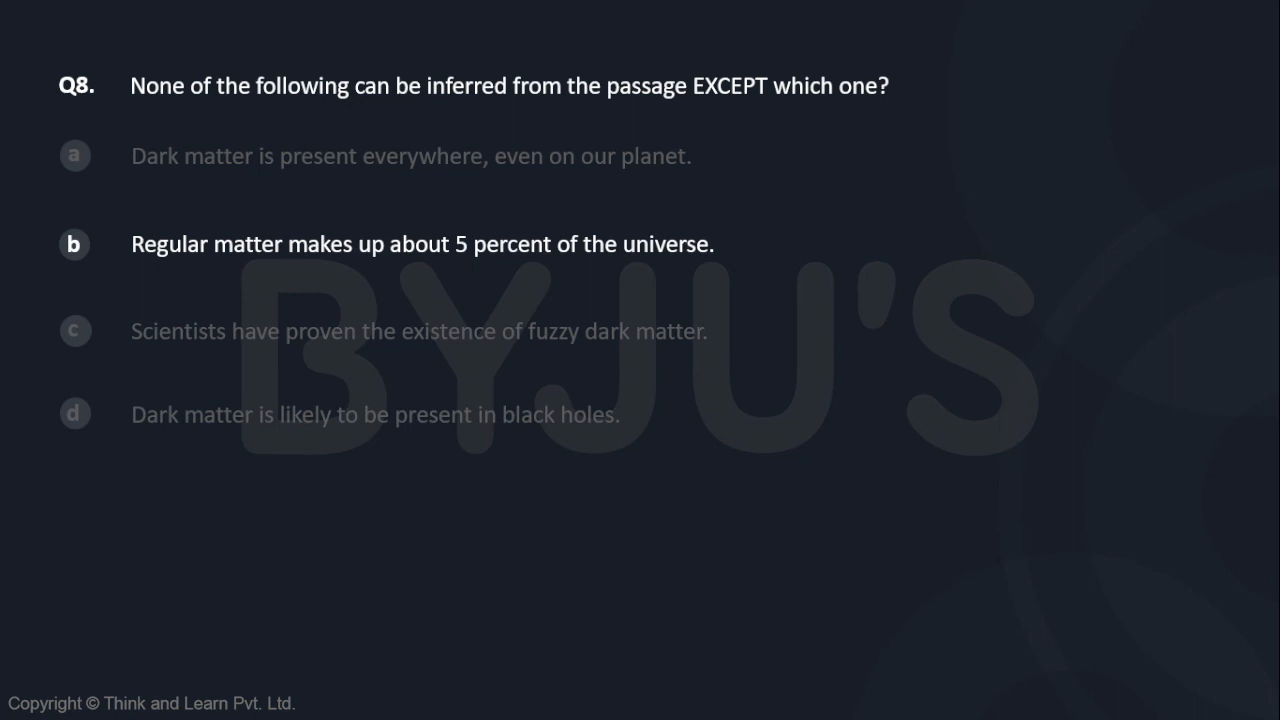 Q8. None of the following can be inferred from the passage EXCEPT which one?
a Dark matter is present everywhere, even on our planet.
b Regular matter makes up about 5 percent of the universe.
c Scientists have proven the existence of fuzzy dark matter.
d Dark matter is likely to be present in black holes.
BYJU'S
Copyright © Think and Learn Pvt. Ltd.